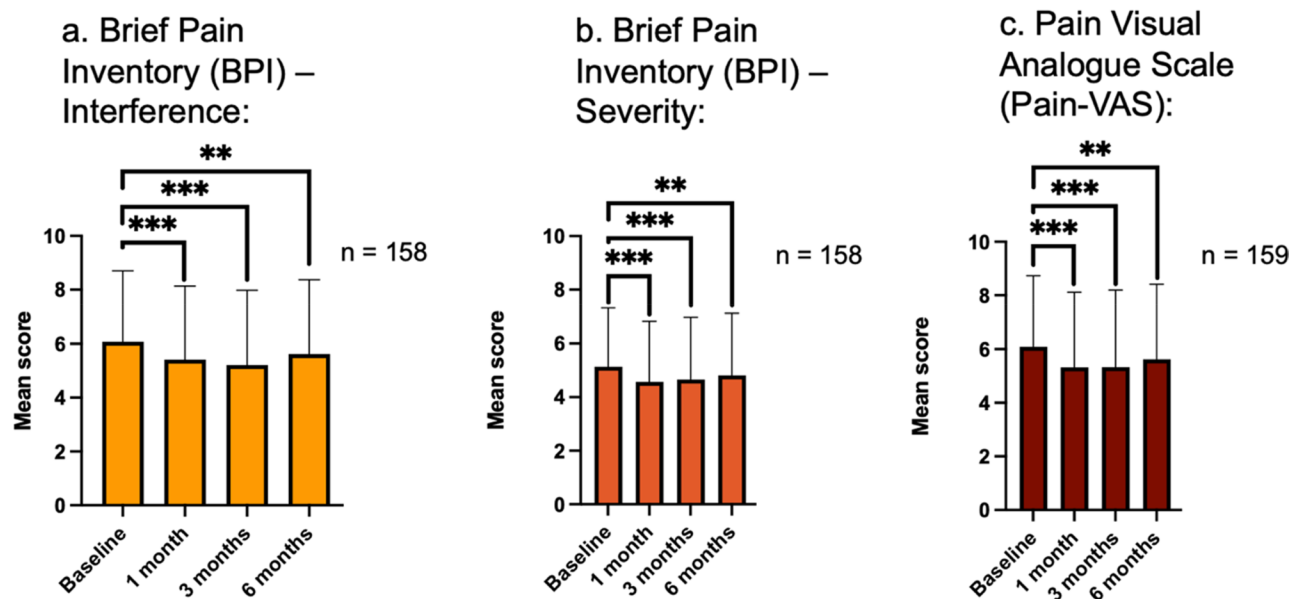 a. Brief Pain
Inventory (BPI) –
Interference:
**
***
***
n = 158
Mean score
10
8
6
4
2
0
Baseline
1 month
3 months
6 months
b. Brief Pain
Inventory (BPI) –
Severity:
**
***
***
n = 158
Mean score
10
8
6
4
2
0
Baseline
1 month
3 months
6 months
c. Pain Visual
Analogue Scale
(Pain-VAS):
**
***
***
n = 159
Mean score
10
8
6
4
2
0
Baseline
1 month
3 months
6 months